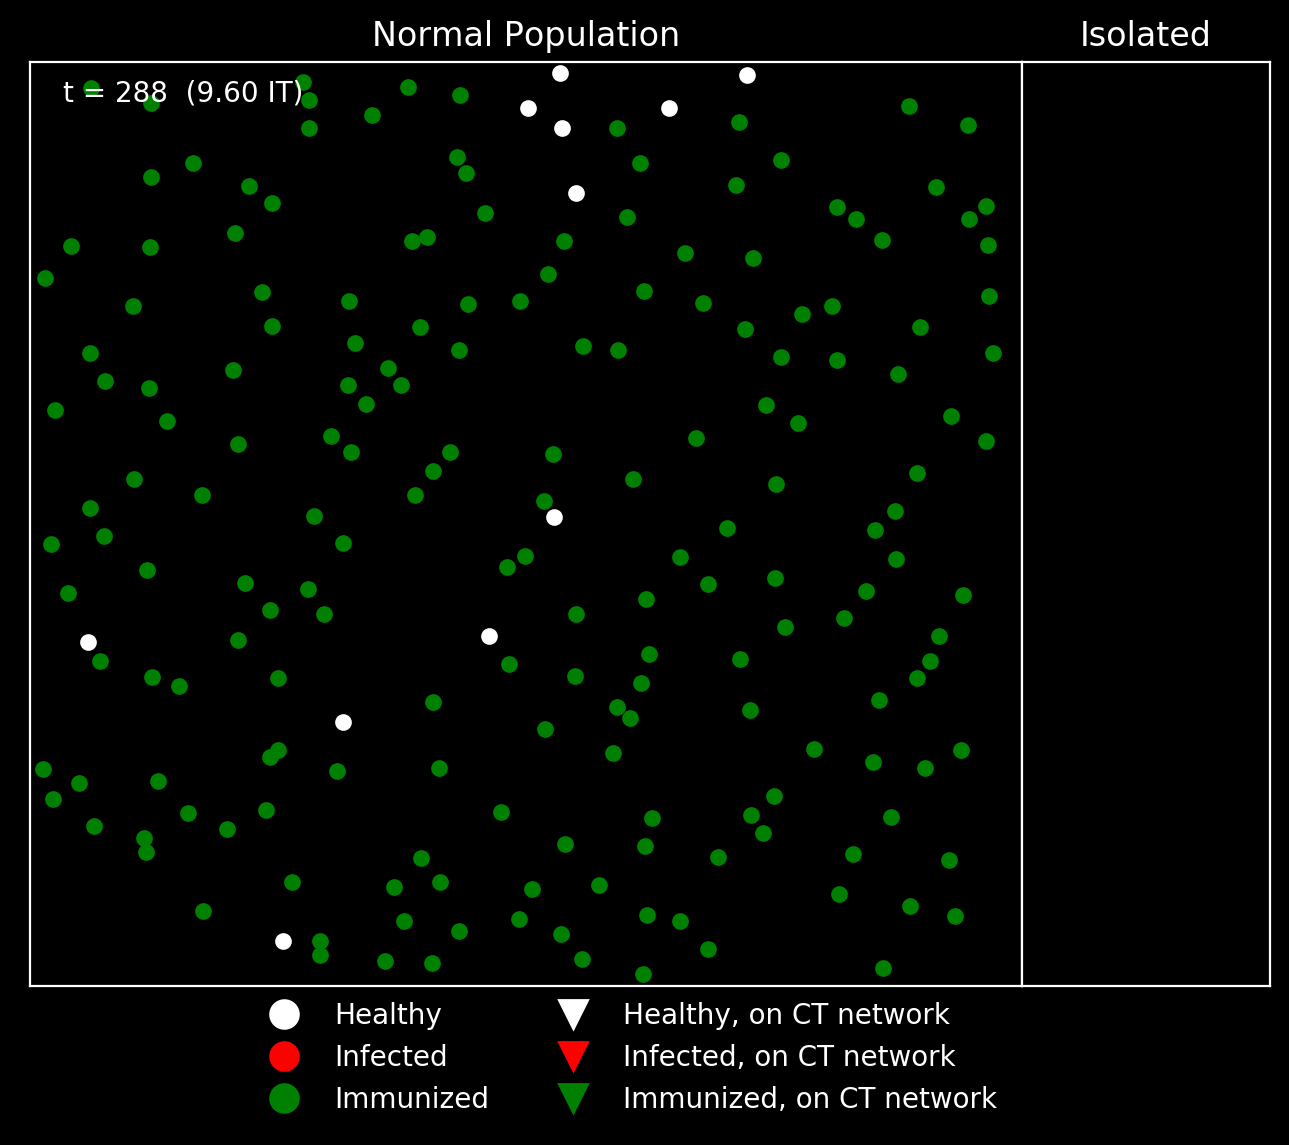 Normal Population
Isolated
t = 288  (9.60 IT)
Healthy
Infected
Immunized
Healthy, on CT network
Infected, on CT network
Immunized, on CT network